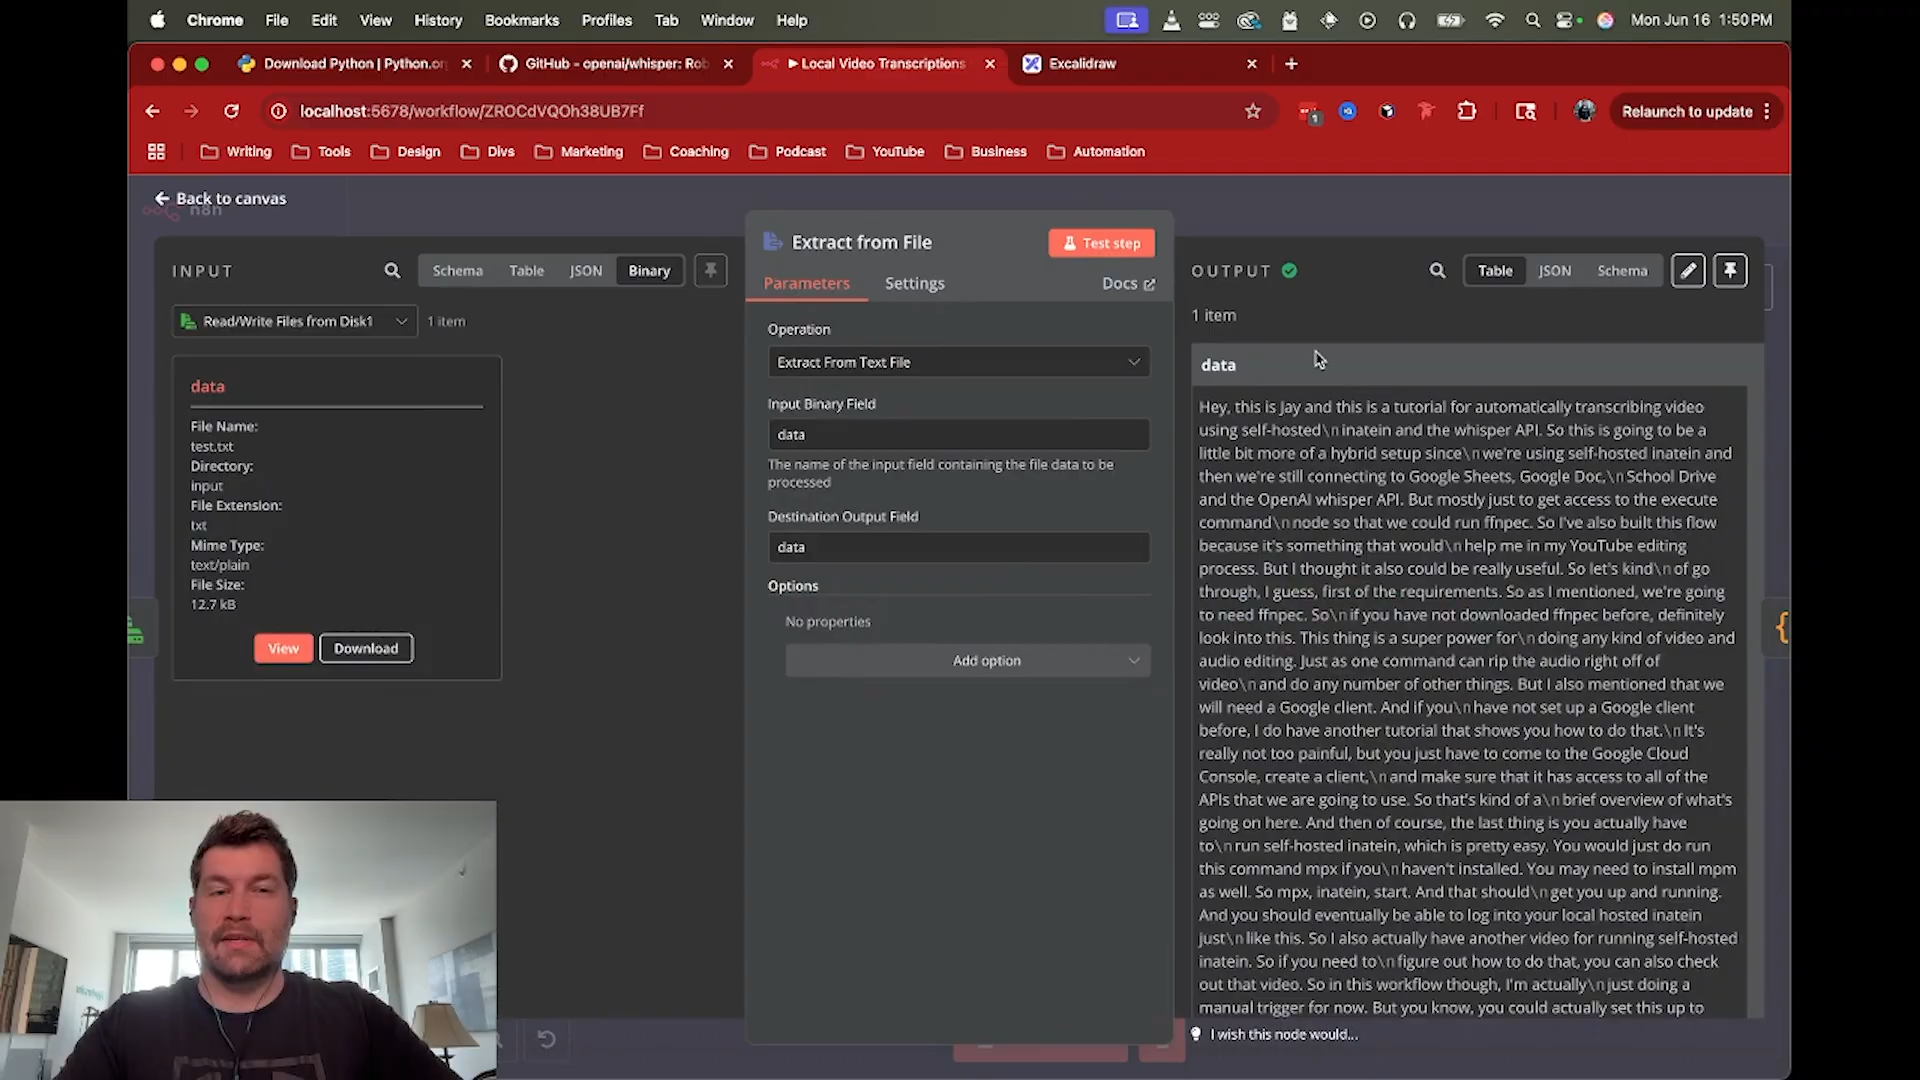 Chrome File Edit View History Bookmarks Profiles Tab Window Help Mon Jun 16 1:50 PM
Download Python | Python.or GitHub - openai/whisper: Rob Local Video Transcriptions Excalidraw
localhost:5678/workflow/ZROCdVQOh38UB7Ff 1 Relaunch to update
Writing Tools Design Divs Marketing Coaching Podcast YouTube Business Automation
Back to canvas
n8n
INPUT
Schema Table JSON Binary
Read/Write Files from Disk1 1 item
data
File Name:
test.txt
Directory:
input
File Extension:
txt
Mime Type:
text/plain
File Size:
12.7 kB
View Download
Extract from File
Test step
Parameters Settings Docs
Operation
Extract From Text File
Input Binary Field
data
The name of the input field containing the file data to be
processed
Destination Output Field
data
Options
No properties
Add option
OUTPUT
Table JSON Schema
1 item
data
Hey, this is Jay and this is a tutorial for automatically transcribing video
using self-hosted\n inatein and the whisper API. So this is going to be a
little bit more of a hybrid setup since\n we're using self-hosted inatein and
then we're still connecting to Google Sheets, Google Doc,\n School Drive
and the OpenAI whisper API. But mostly just to get access to the execute
command\n node so that we could run ffnpec. So I've also built this flow
because it's something that would\n help me in my YouTube editing
process. But I thought it also could be really useful. So let's kind\n of go
through, I guess, first of the requirements. So as I mentioned, we're going
to need ffnpec. So\n if you have not downloaded ffnpec before, definitely
look into this. This thing is a super power for\n doing any kind of video and
audio editing. Just as one command can rip the audio right off of
video\n and do any number of other things. But I also mentioned that we
will need a Google client. And if you\n have not set up a Google client
before, I do have another tutorial that shows you how to do that.\n It's
really not too painful, but you just have to come to the Google Cloud
Console, create a client,\n and make sure that it has access to all of the
APIs that we are going to use. So that's kind of a\n brief overview of what's
going on here. And then of course, the last thing is you actually have
to\n run self-hosted inatein, which is pretty easy. You would just do run
this command mpx if you\n haven't installed. You may need to install mpm
as well. So mpx, inatein, start. And that should\n get you up and running.
And you should eventually be able to log into your local hosted inatein
just\n like this. So I also actually have another video for running self-hosted
inatein. So if you need to\n figure out how to do that, you can also check
out that video. So in this workflow though, I'm actually\n just doing a
manual trigger for now. But you know, you could actually set this up to
I wish this node would...